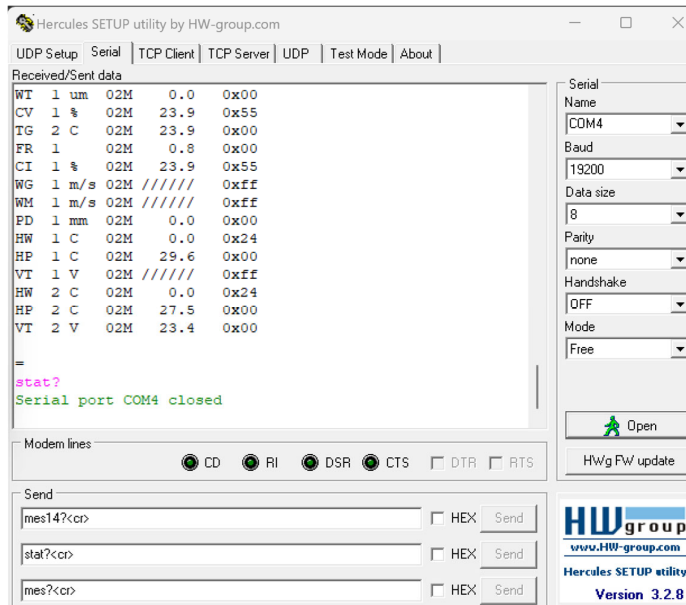 Hercules SETUP utility by HW-group.com
UDP Setup Serial TCP Client TCP Server UDP Test Mode About
Received/Sent data
WT 1 um 02M 0.0 0x00
CV 1 % 02M 23.9 0x55
TG 2 C 02M 23.9 0x00
FR 1 02M 0.8 0x00
CI 1 % 02M 23.9 0x55
WG 1 m/s 02M ////// 0xff
WM 1 m/s 02M ////// 0xff
PD 1 mm 02M 0.0 0x00
HW 1 C 02M 0.0 0x24
HP 1 C 02M 29.6 0x00
VT 1 V 02M ////// 0xff
HW 2 C 02M 0.0 0x24
HP 2 C 02M 27.5 0x00
VT 2 V 02M 23.4 0x00
=
stat?
Serial port COM4 closed
Serial
Name
COM4
Baud
19200
Data size
8
Parity
none
Handshake
OFF
Mode
Free
Open
HWg FW update
Modem lines
CD RI DSR CTS DTR RTS
Send
mes14?<cr> HEX Send
stat?<cr> HEX Send
mes?<cr> HEX Send
HW group
www.HW-group.com
Hercules SETUP utility
Version 3.2.8